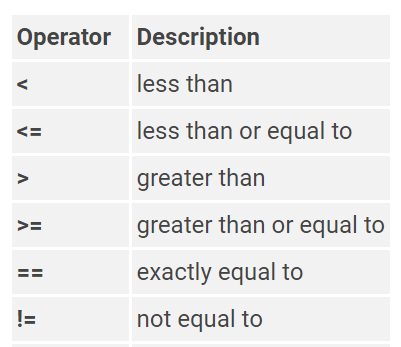 Operator Description
< less than
<= less than or equal to
> greater than
>= greater than or equal to
== exactly equal to
!= not equal to